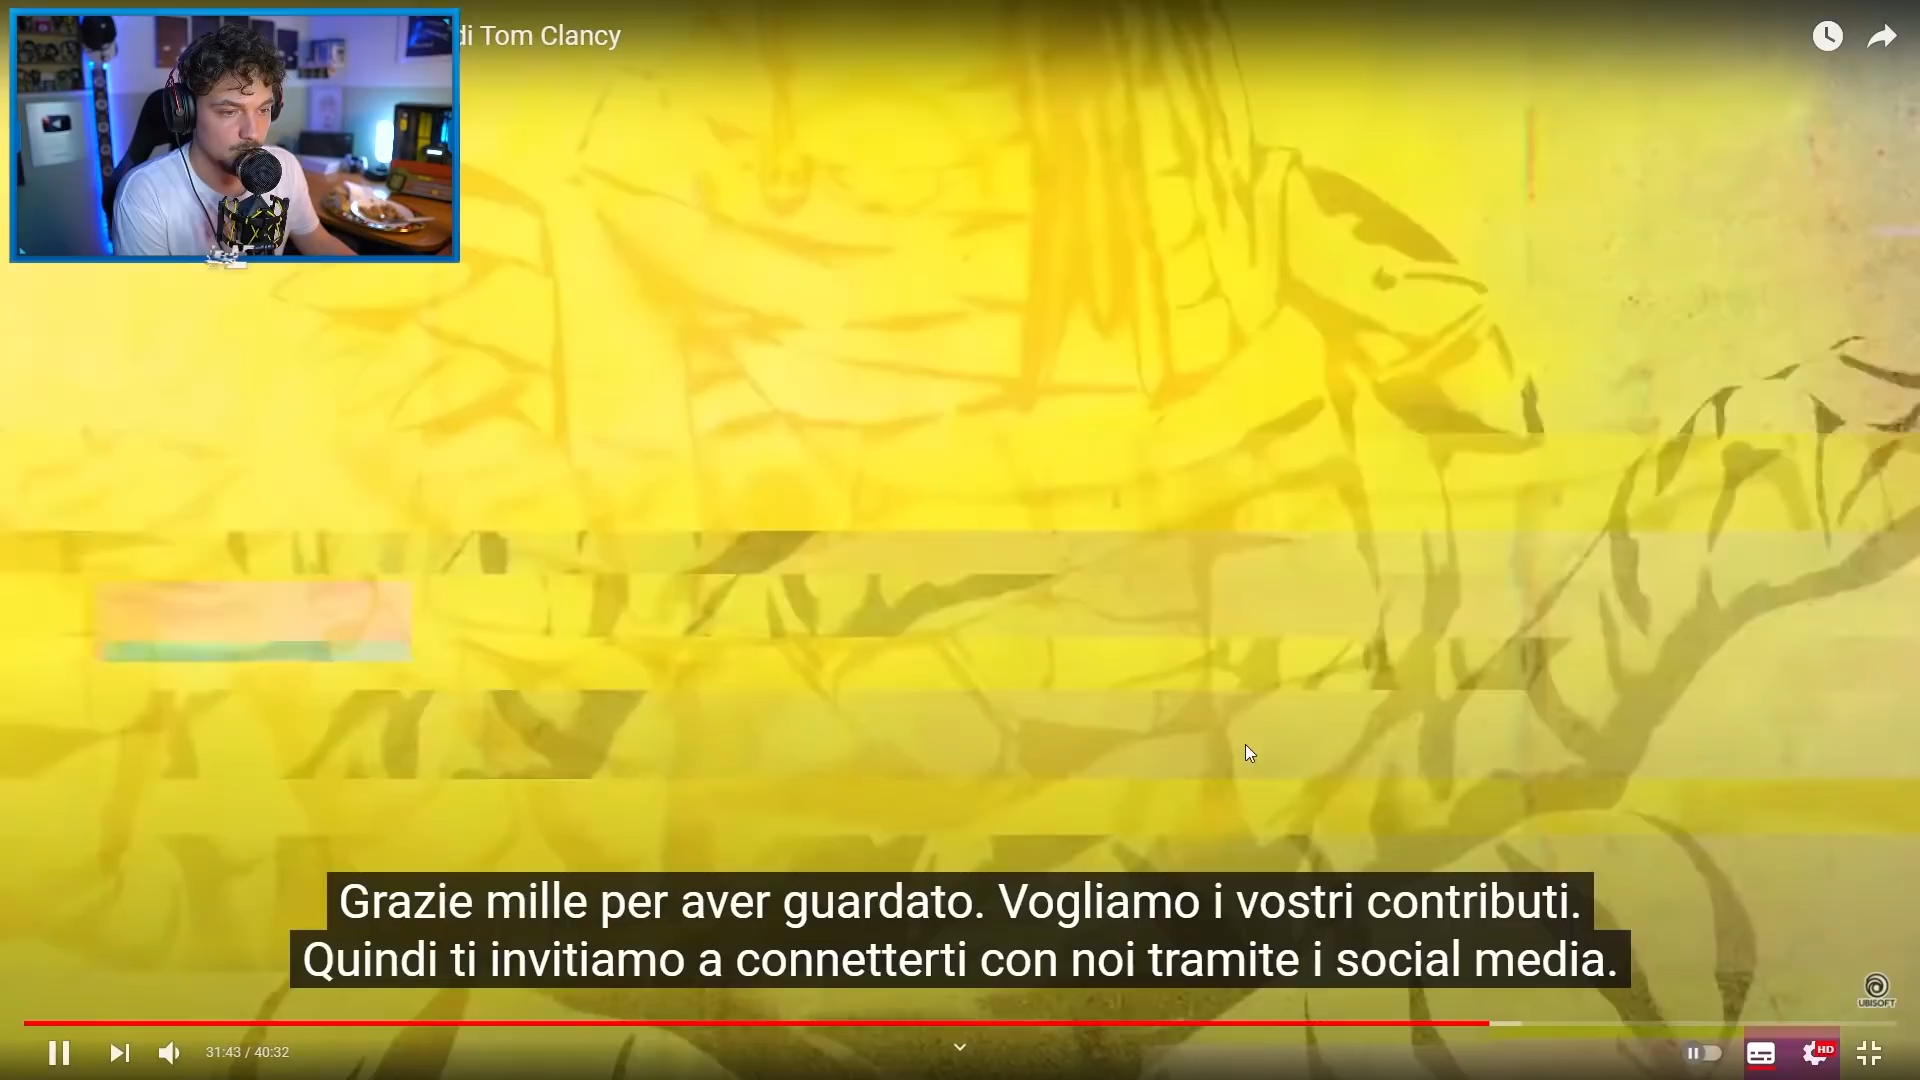 di Tom Clancy
Grazie mille per aver guardato. Vogliamo i vostri contributi.
Quindi ti invitiamo a connetterti con noi tramite i social media.
UBISOFT
31:43 / 40:32
HD